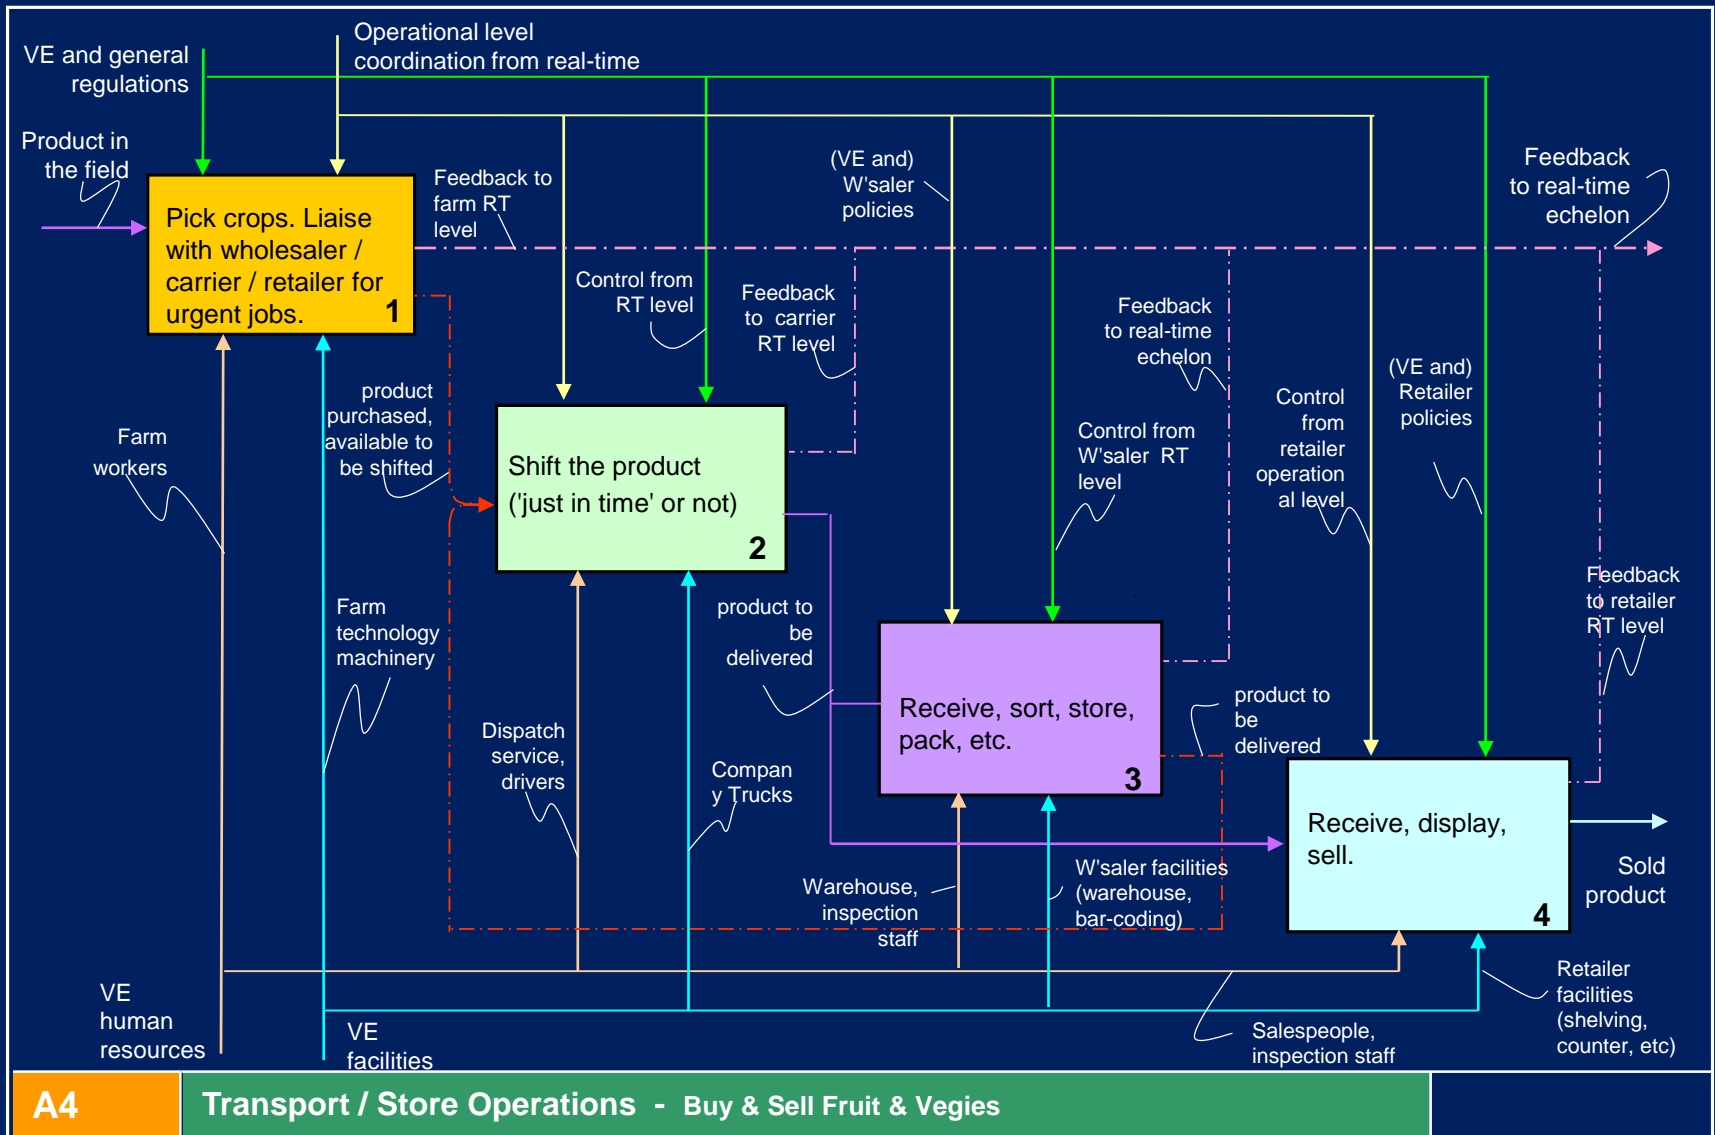 Operational level
coordination from real-time
VE and general
regulations
Product in
the field
Pick crops. Liaise
with wholesaler /
carrier / retailer for
urgent jobs.
1
Feedback to
farm RT
level
(VE and)
W'saler
policies
Feedback
to real-time
echelon
Control from
RT level
Feedback
to carrier
RT level
Feedback
to real-time
echelon
(VE and)
Retailer
policies
Control
from
retailer
operation
al level
product
purchased,
available to
be shifted
Farm
workers
Shift the product
('just in time' or not)
2
Control from
W'saler RT
level
Feedback
to retailer
RT level
Farm
technology
machinery
product to
be
delivered
Receive, sort, store,
pack, etc.
3
product to
be
delivered
Dispatch
service,
drivers
Compan
y Trucks
Receive, display,
sell.
4
Sold
product
Warehouse,
inspection
staff
W'saler facilities
(warehouse,
bar-coding)
VE
human
resources
VE
facilities
Salespeople,
inspection staff
Retailer
facilities
(shelving,
counter, etc)
A4
Transport / Store Operations - Buy & Sell Fruit & Vegies